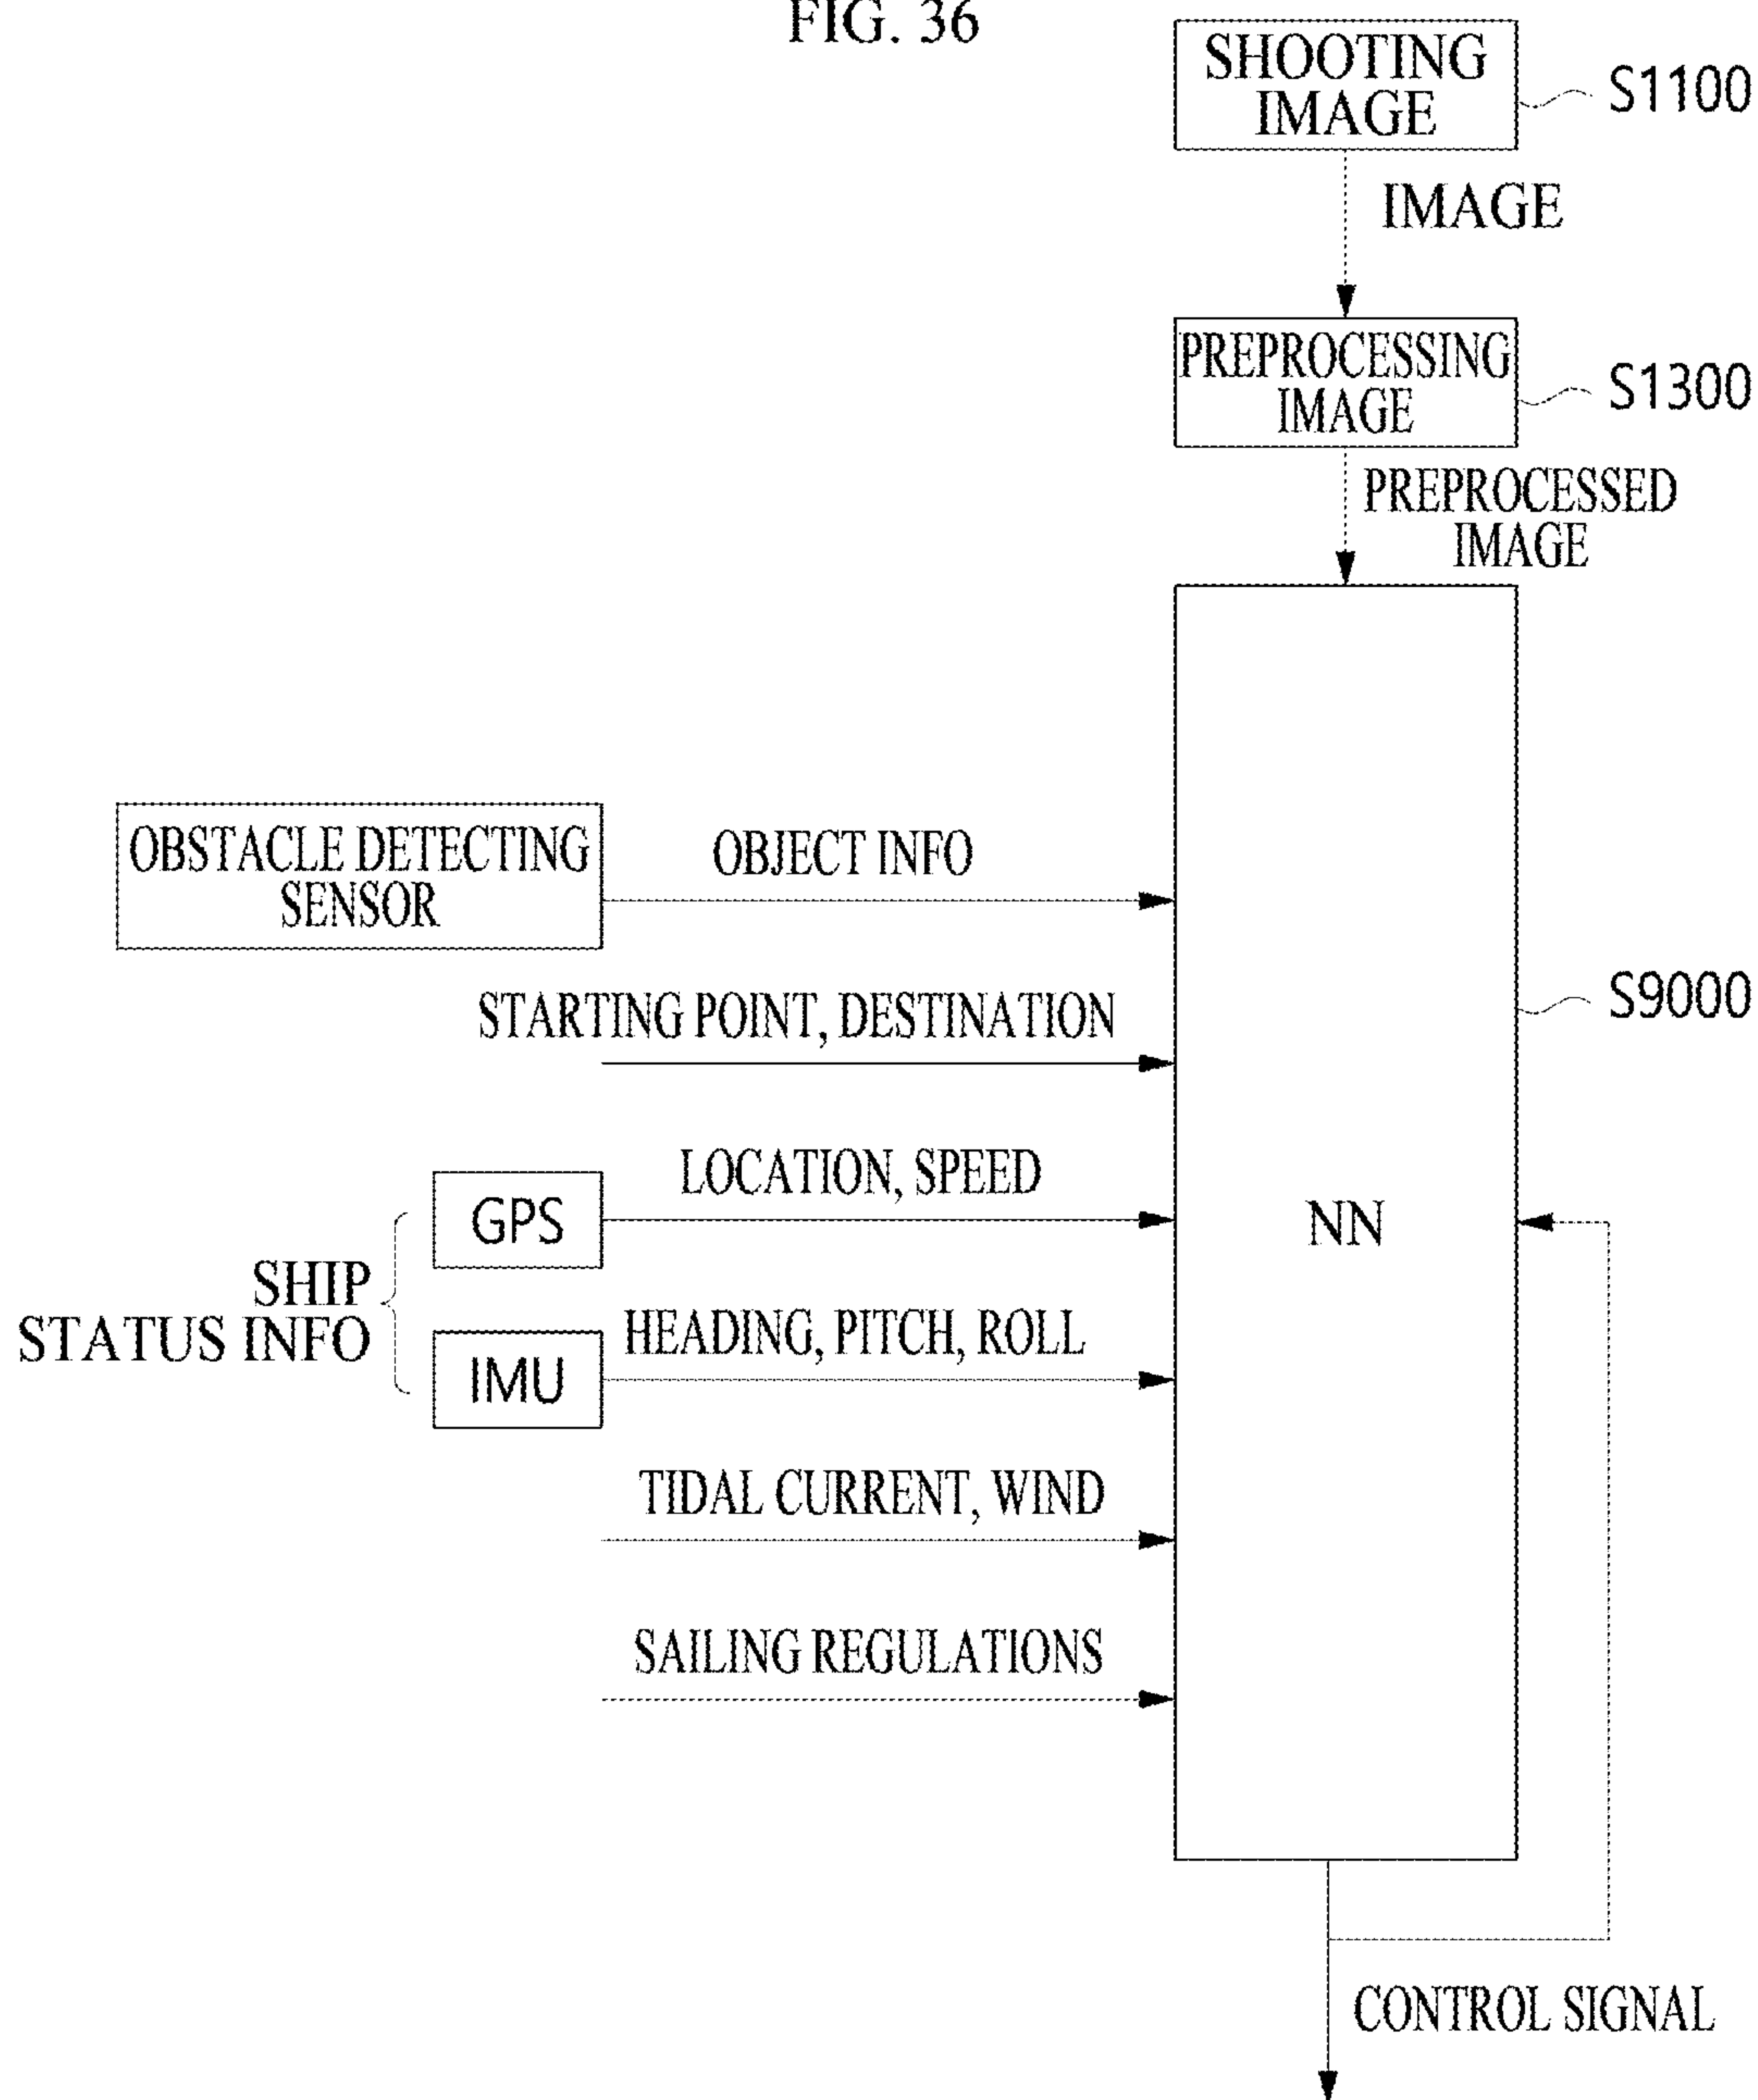 FIG. 36
SHOOTING
IMAGE
S1100
IMAGE
PREPROCESSING
IMAGE
S1300
PREPROCESSED
IMAGE
OBSTACLE DETECTING
SENSOR
OBJECT INFO
STARTING POINT, DESTINATION
S9000
LOCATION, SPEED
GPS
NN
SHIP
STATUS INFO
HEADING, PITCH, ROLL
IMU
TIDAL CURRENT, WIND
SAILING REGULATIONS
CONTROL SIGNAL